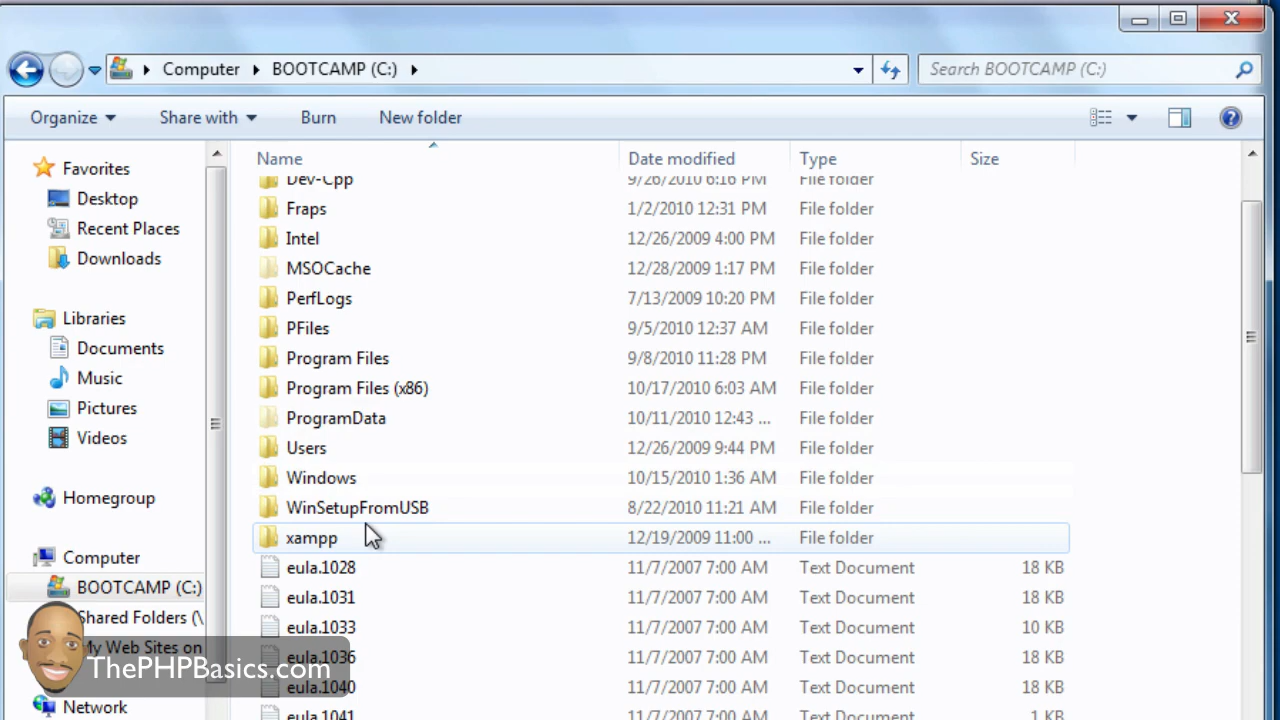 Computer BOOTCAMP (C:) Search BOOTCAMP (C:)
Organize Share with Burn New folder
Name Date modified Type Size
Favorites
Desktop
Recent Places
Downloads
Libraries
Documents
Music
Pictures
Videos
Homegroup
Computer
BOOTCAMP (C:)
Shared Folders (\
My Web Sites on
Network
Dev-Cpp 9/26/2010 6:16 PM File folder
Fraps 1/2/2010 12:31 PM File folder
Intel 12/26/2009 4:00 PM File folder
MSOCache 12/28/2009 1:17 PM File folder
PerfLogs 7/13/2009 10:20 PM File folder
PFiles 9/5/2010 12:37 AM File folder
Program Files 9/8/2010 11:28 PM File folder
Program Files (x86) 10/17/2010 6:03 AM File folder
ProgramData 10/11/2010 12:43 ... File folder
Users 12/26/2009 9:44 PM File folder
Windows 10/15/2010 1:36 AM File folder
WinSetupFromUSB 8/22/2010 11:21 AM File folder
xampp 12/19/2009 11:00 ... File folder
eula.1028 11/7/2007 7:00 AM Text Document 18 KB
eula.1031 11/7/2007 7:00 AM Text Document 18 KB
eula.1033 11/7/2007 7:00 AM Text Document 10 KB
eula.1036 11/7/2007 7:00 AM Text Document 18 KB
eula.1040 11/7/2007 7:00 AM Text Document 18 KB
eula.1041 11/7/2007 7:00 AM Text Document 1 KB
ThePHPBasics.com